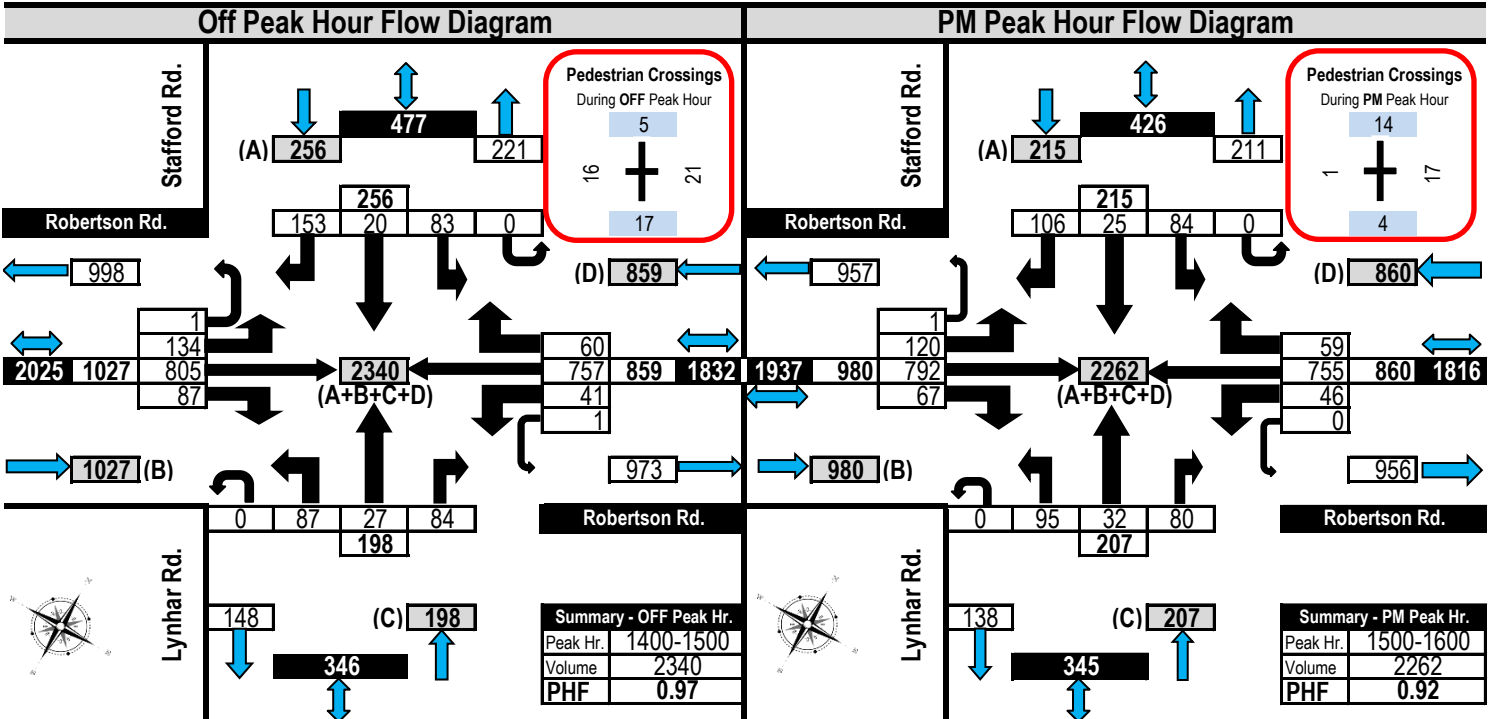 Off Peak Hour Flow Diagram
Stafford Rd.
Pedestrian Crossings
During OFF Peak Hour
5
16
21
17
477
(A) 256
221
256
153 20 83 0
Robertson Rd.
998
(D) 859
1
134
805
87
2025 1027
2340
(A+B+C+D)
60
757
41
1
859 1832
1027 (B)
973
0 87 27 84
198
Robertson Rd.
Lynhar Rd.
148
(C) 198
346
Summary - OFF Peak Hr.
Peak Hr. 1400-1500
Volume 2340
PHF 0.97
PM Peak Hour Flow Diagram
Stafford Rd.
Pedestrian Crossings
During PM Peak Hour
14
1
17
4
426
(A) 215
211
215
106 25 84 0
Robertson Rd.
957
(D) 860
1
120
792
67
1937 980
2262
(A+B+C+D)
59
755
46
0
860 1816
980 (B)
956
0 95 32 80
207
Robertson Rd.
Lynhar Rd.
138
(C) 207
345
Summary - PM Peak Hr.
Peak Hr. 1500-1600
Volume 2262
PHF 0.92